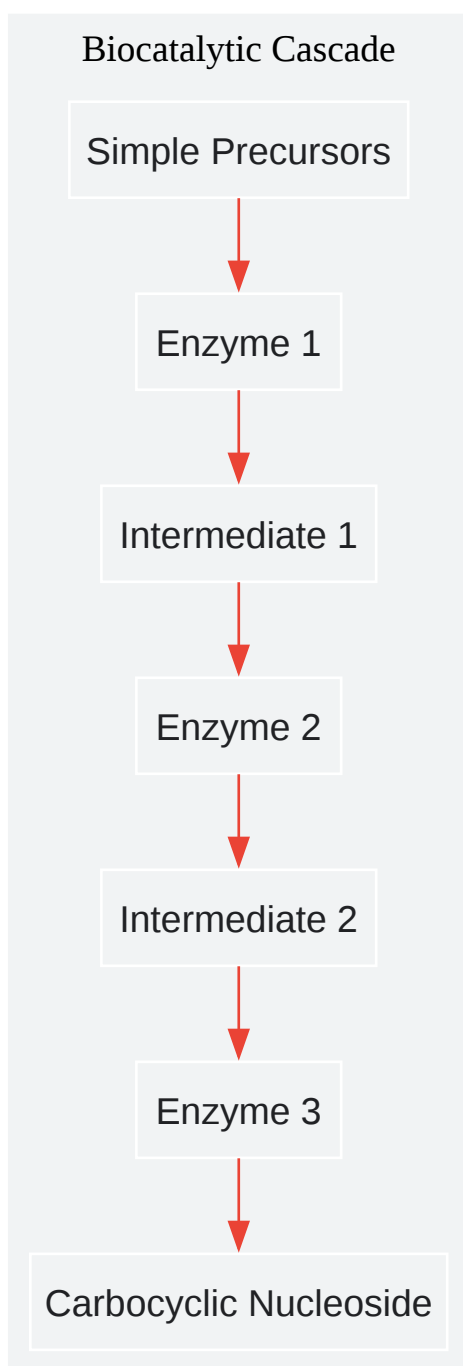 Biocatalytic Cascade
Simple Precursors
Enzyme 1
Intermediate 1
Enzyme 2
Intermediate 2
Enzyme 3
Carbocyclic Nucleoside